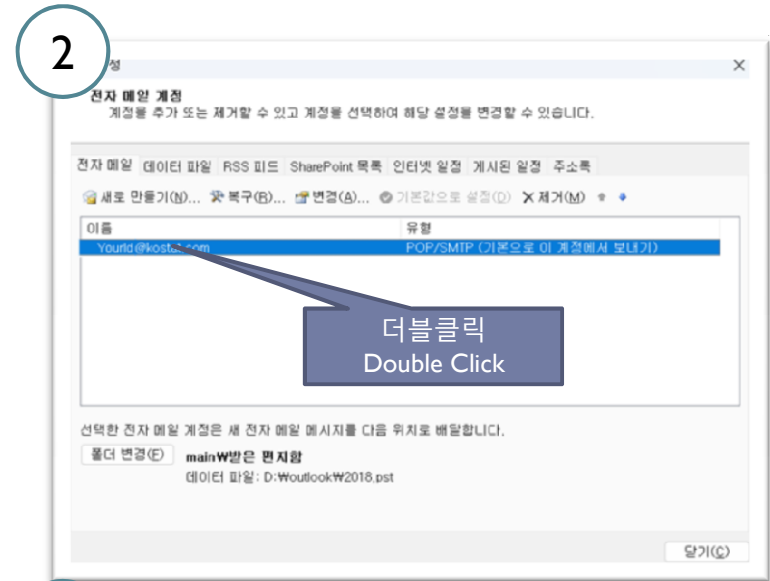 2
성
전자 메일 계정
계정을 추가 또는 제거할 수 있고 계정을 선택하여 해당 설정을 변경할 수 있습니다.
전자 메일 데이터 파일 RSS 피드 SharePoint 목록 인터넷 일정 게시된 일정 주소록
새로 만들기(N)... 복구(R)... 변경(A)... 기본값으로 설정(D) 제거(M)
이름 유형
POP/SMTP (기본으로 이 계정에서 보내기)
더블클릭
Double Click
선택한 전자 메일 계정은 새 전자 메일 메시지를 다음 위치로 배달합니다.
폴더 변경(F) main₩받은 편지함
데이터 파일: D:₩outlook₩2018.pst
닫기(C)